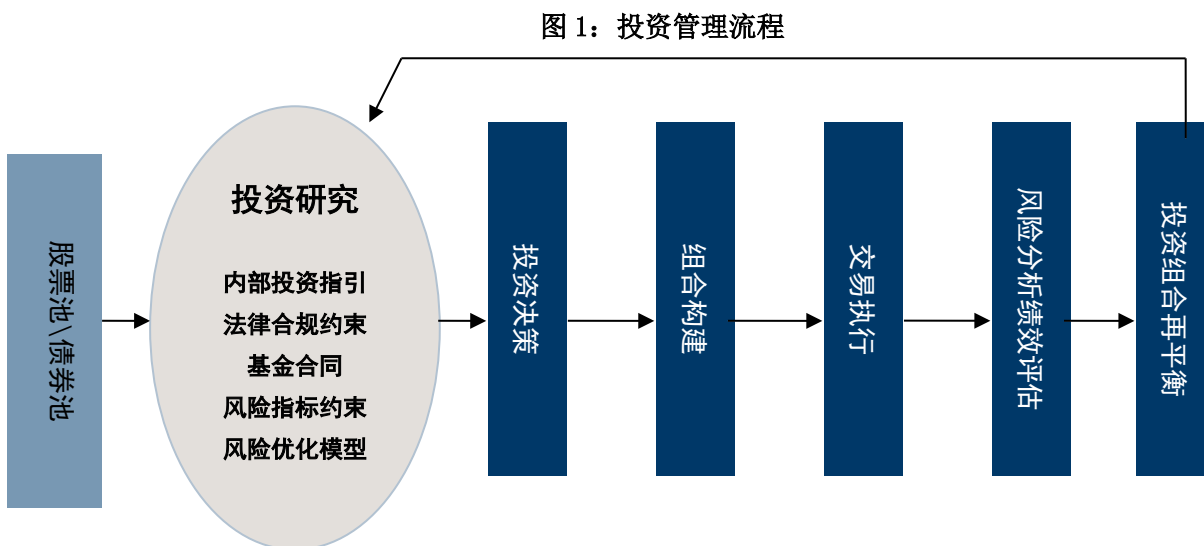 图 1：投资管理流程
股票池\债券池
投资研究
内部投资指引
法律合规约束
基金合同
风险指标约束
风险优化模型
投资决策
组合构建
交易执行
风险分析绩效评估
投资组合再平衡